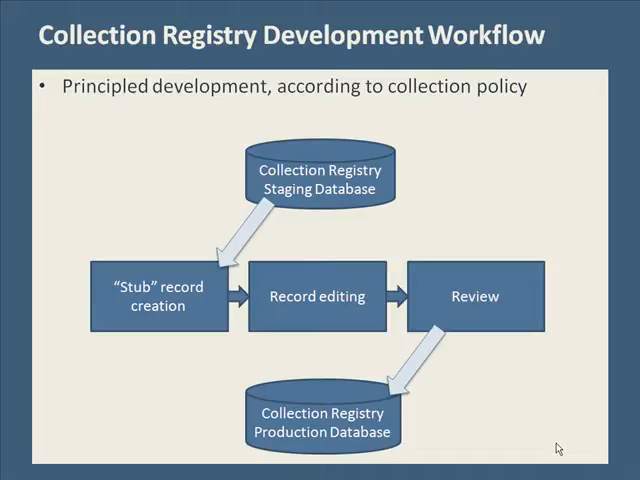 Collection Registry Development Workflow
• Principled development, according to collection policy
Collection Registry
Staging Database
“Stub” record
creation
Record editing
Review
Collection Registry
Production Database